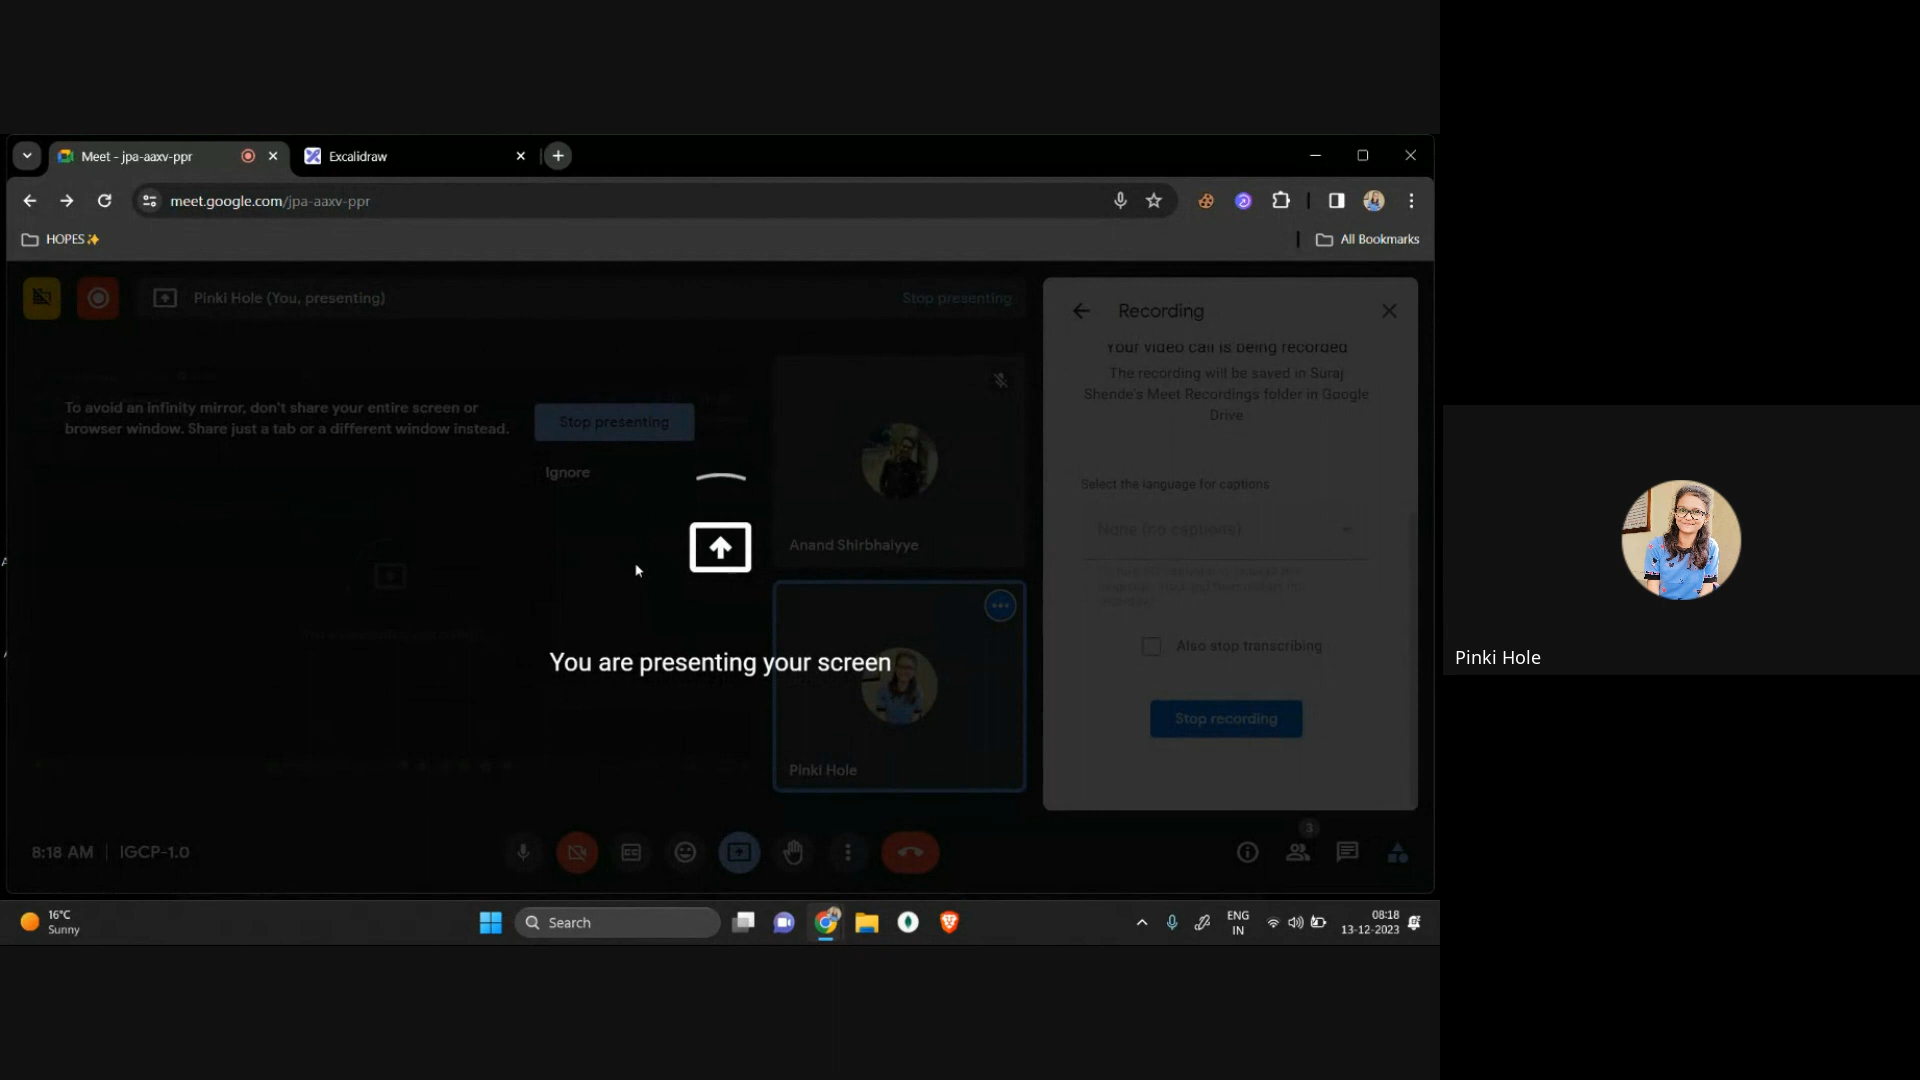 Meet - jpa-aaxv-ppr
Excalidraw
meet.google.com/jpa-aaxv-ppr
HOPES✨
All Bookmarks
Pinki Hole (You, presenting)
Stop presenting
Recording
Your video call is being recorded
The recording will be saved in Suraj
Shende's Meet Recordings folder in Google
Drive
To avoid an infinity mirror, don't share your entire screen or
browser window. Share just a tab or a different window instead.
Stop presenting
Ignore
Select the language for captions
None (no captions)
Anand Shirbhaiyye
You are presenting your screen
Also stop transcribing
Stop recording
Pinki Hole
8:18 AM | IGCP-1.0
3
16°C
Sunny
Search
ENG
IN
08:18
13-12-2023
Pinki Hole